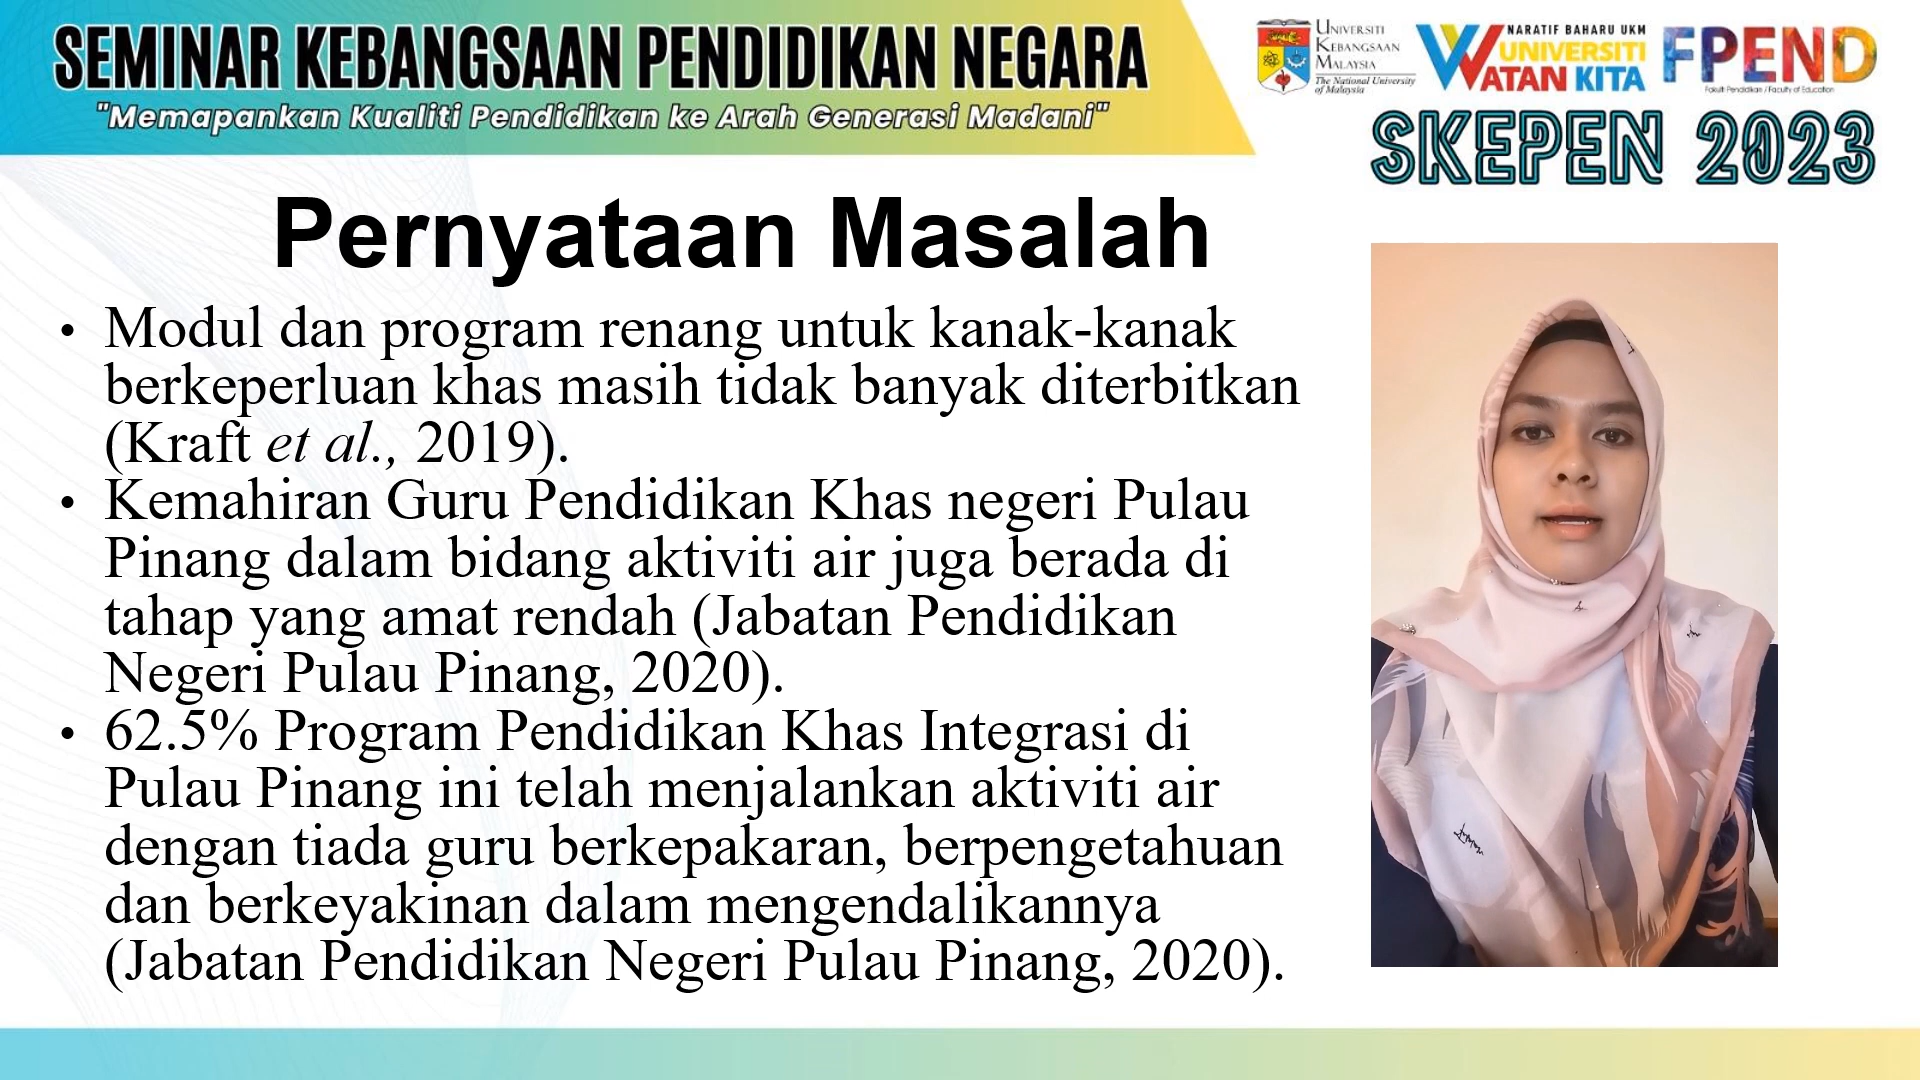 SEMINAR KEBANGSAAN PENDIDIKAN NEGARA
"Memapankan Kualiti Pendidikan ke Arah Generasi Madani"
UNIVERSITI
KEBANGSAAN
MALAYSIA
The National University
of Malaysia
NARATIF BAHARU UKM
UNIVERSITI
WATAN KITA
FPEND
Fakulti Pendidikan / Faculty of Education
SKEPEN 2023
Pernyataan Masalah
• Modul dan program renang untuk kanak-kanak
berkeperluan khas masih tidak banyak diterbitkan
(Kraft et al., 2019).
• Kemahiran Guru Pendidikan Khas negeri Pulau
Pinang dalam bidang aktiviti air juga berada di
tahap yang amat rendah (Jabatan Pendidikan
Negeri Pulau Pinang, 2020).
• 62.5% Program Pendidikan Khas Integrasi di
Pulau Pinang ini telah menjalankan aktiviti air
dengan tiada guru berkepakaran, berpengetahuan
dan berkeyakinan dalam mengendalikannya
(Jabatan Pendidikan Negeri Pulau Pinang, 2020).